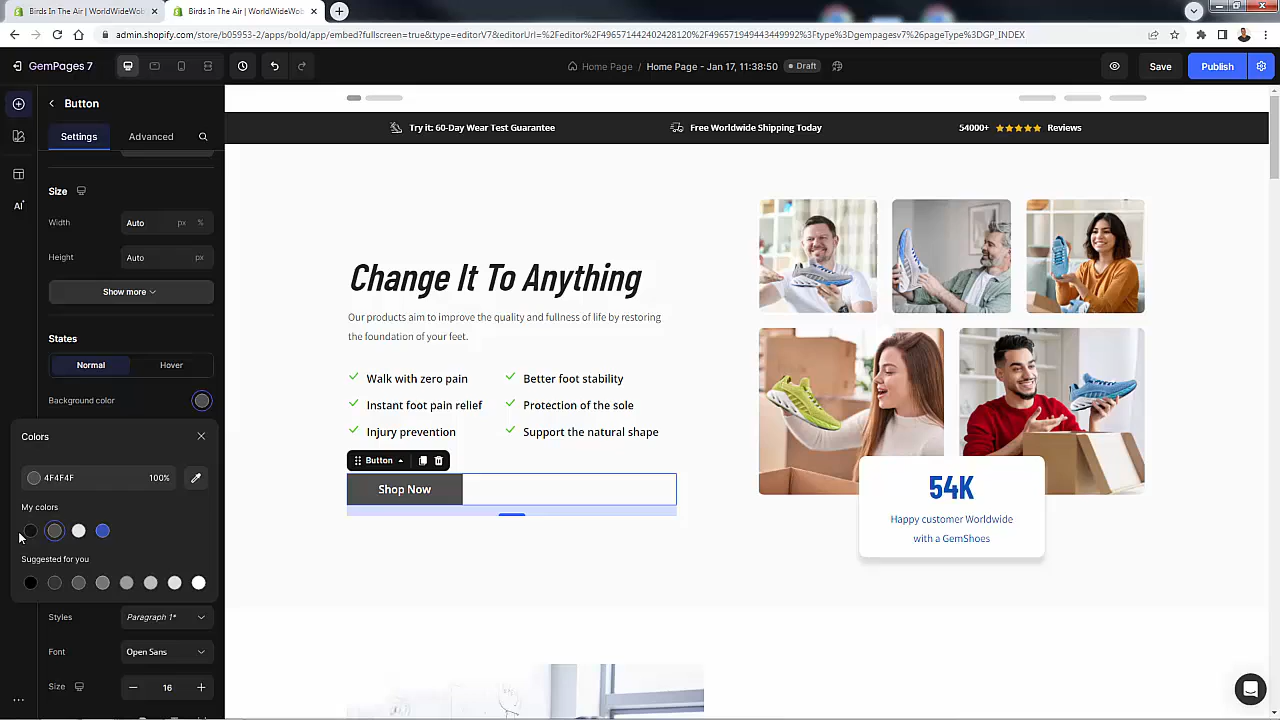 Birds In The Air | WorldWideWob
Birds In The Air | WorldWideWob
admin.shopify.com/store/b05953-2/apps/bold/app/embed?fullscreen=true&type=editorV7&editorUrl=%2Feditor%2F496571442402428120%2F496571949443449992%3Ftype%3Dgempagesv7%26pageType%3DGP_INDEX
GemPages 7
Home Page / Home Page - Jan 17, 11:38:50
Draft
Save
Publish
Button
Settings
Advanced
Size
Width
Auto
px %
Height
Auto
px
Show more
States
Normal
Hover
Background color
Colors
4F4F4F
100%
My colors
Suggested for you
Styles
Paragraph 1*
Font
Open Sans
Size
16
Try it: 60-Day Wear Test Guarantee
Free Worldwide Shipping Today
54000+ ★★★★★ Reviews
Change It To Anything
Our products aim to improve the quality and fullness of life by restoring
the foundation of your feet.
Walk with zero pain
Better foot stability
Instant foot pain relief
Protection of the sole
Injury prevention
Support the natural shape
Button
Shop Now
54K
Happy customer Worldwide
with a GemShoes